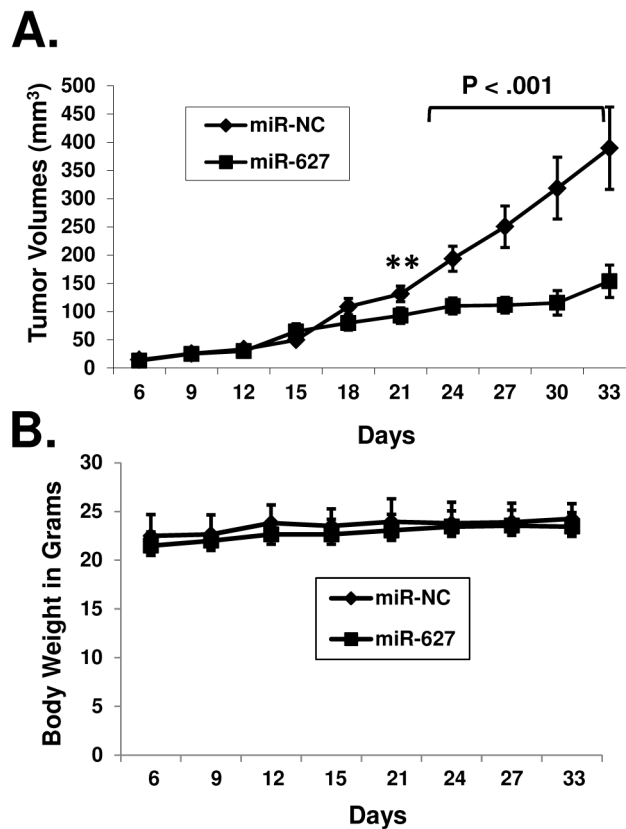 A.
P < .001
Tumor Volumes (mm³)
500
450
400
350
300
250
200
150
100
50
0
miR-NC
miR-627
**
6 9 12 15 18 21 24 27 30 33
Days
B.
Body Weight in Grams
30
25
20
15
10
5
0
miR-NC
miR-627
6 9 12 15 21 24 27 33
Days